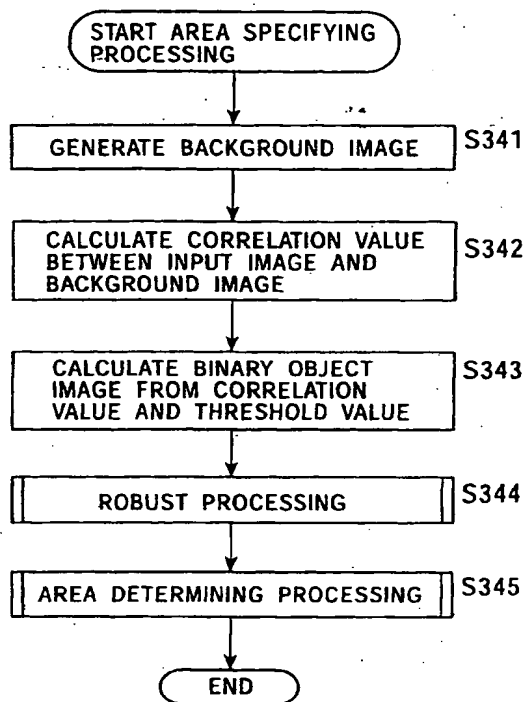 START AREA SPECIFYING
PROCESSING
GENERATE BACKGROUND IMAGE
S341
CALCULATE CORRELATION VALUE
BETWEEN INPUT IMAGE AND
BACKGROUND IMAGE
S342
CALCULATE BINARY OBJECT
IMAGE FROM CORRELATION
VALUE AND THRESHOLD VALUE
S343
ROBUST PROCESSING
S344
AREA DETERMINING PROCESSING
S345
END